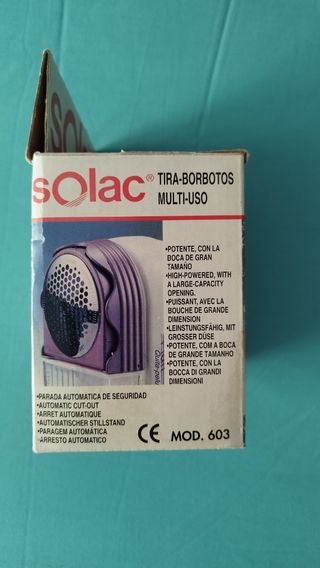 solac® TIRA-BORBOTOS
MULTI-USO
•POTENTE, CON LA
BOCA DE GRAN
TAMAÑO
•HIGH-POWERED, WITH
A LARGE-CAPACITY
OPENING.
•PUISSANT, AVEC LA
BOUCHE DE GRANDE
DIMENSION
•LEINSTUNGSFÄHIG, MIT
GROSSER DÜSE
•POTENTE, COM A BOCA
DE GRANDE TAMANHO
•POTENTE, CON LA
BOCCA DI GRANDI
DIMENSIONI
•PARADA AUTOMATICA DE SEGURIDAD
•AUTOMATIC CUT-OUT
•ARRET AUTOMATIQUE
•AUTOMATISCHER STILLSTAND
•PARAGEM AUTOMÁTICA
•ARRESTO AUTOMATICO
CE MOD. 603